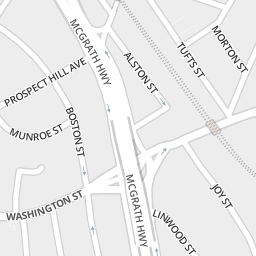 MCGRATH HWY
ALSTON ST
TUFTS ST
MORTON ST
PROSPECT HILL AVE
BOSTON ST
MUNROE ST
WASHINGTON ST
MCGRATH HWY
JOY ST
LINWOOD ST